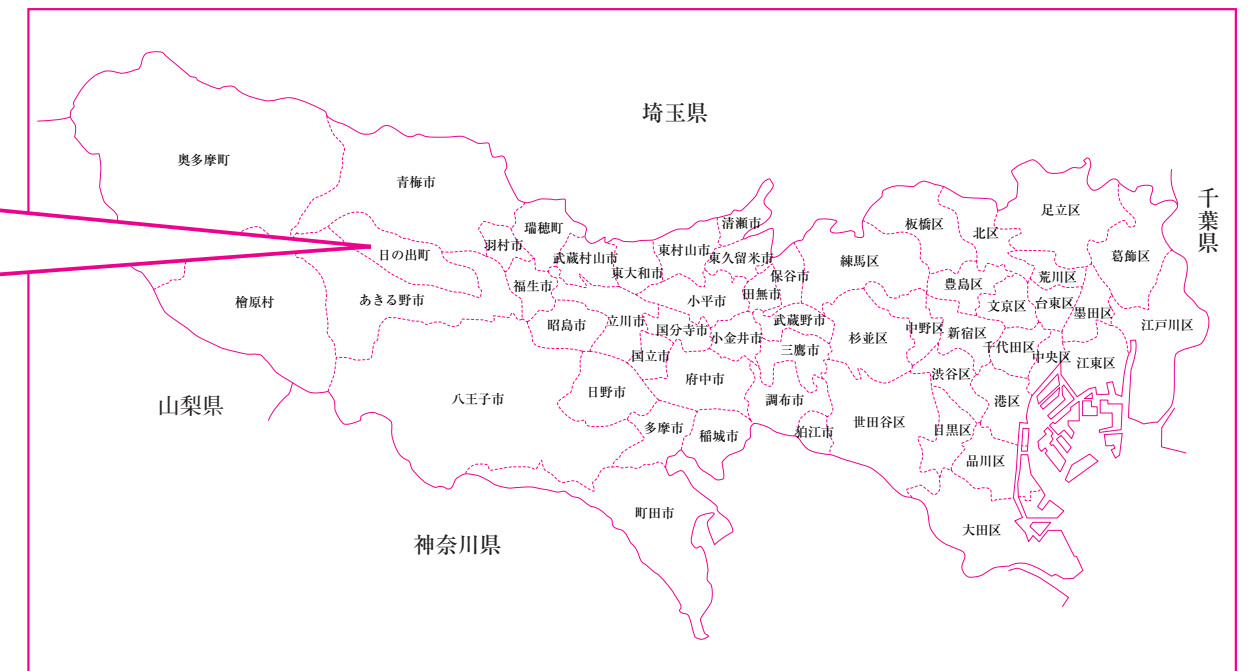 埼玉県
千葉県
奥多摩町
青梅市
日の出町
檜原村
あきる野市
羽村市
瑞穂町
福生市
武蔵村山市
東大和市
東村山市
清瀬市
東久留米市
保谷市
田無市
小平市
昭島市
立川市
国分寺市
国立市
小金井市
武蔵野市
三鷹市
八王子市
日野市
府中市
調布市
多摩市
稲城市
狛江市
町田市
練馬区
板橋区
北区
足立区
葛飾区
荒川区
豊島区
文京区
台東区
墨田区
江戸川区
杉並区
中野区
新宿区
千代田区
中央区
江東区
渋谷区
港区
世田谷区
目黒区
品川区
大田区
山梨県
神奈川県